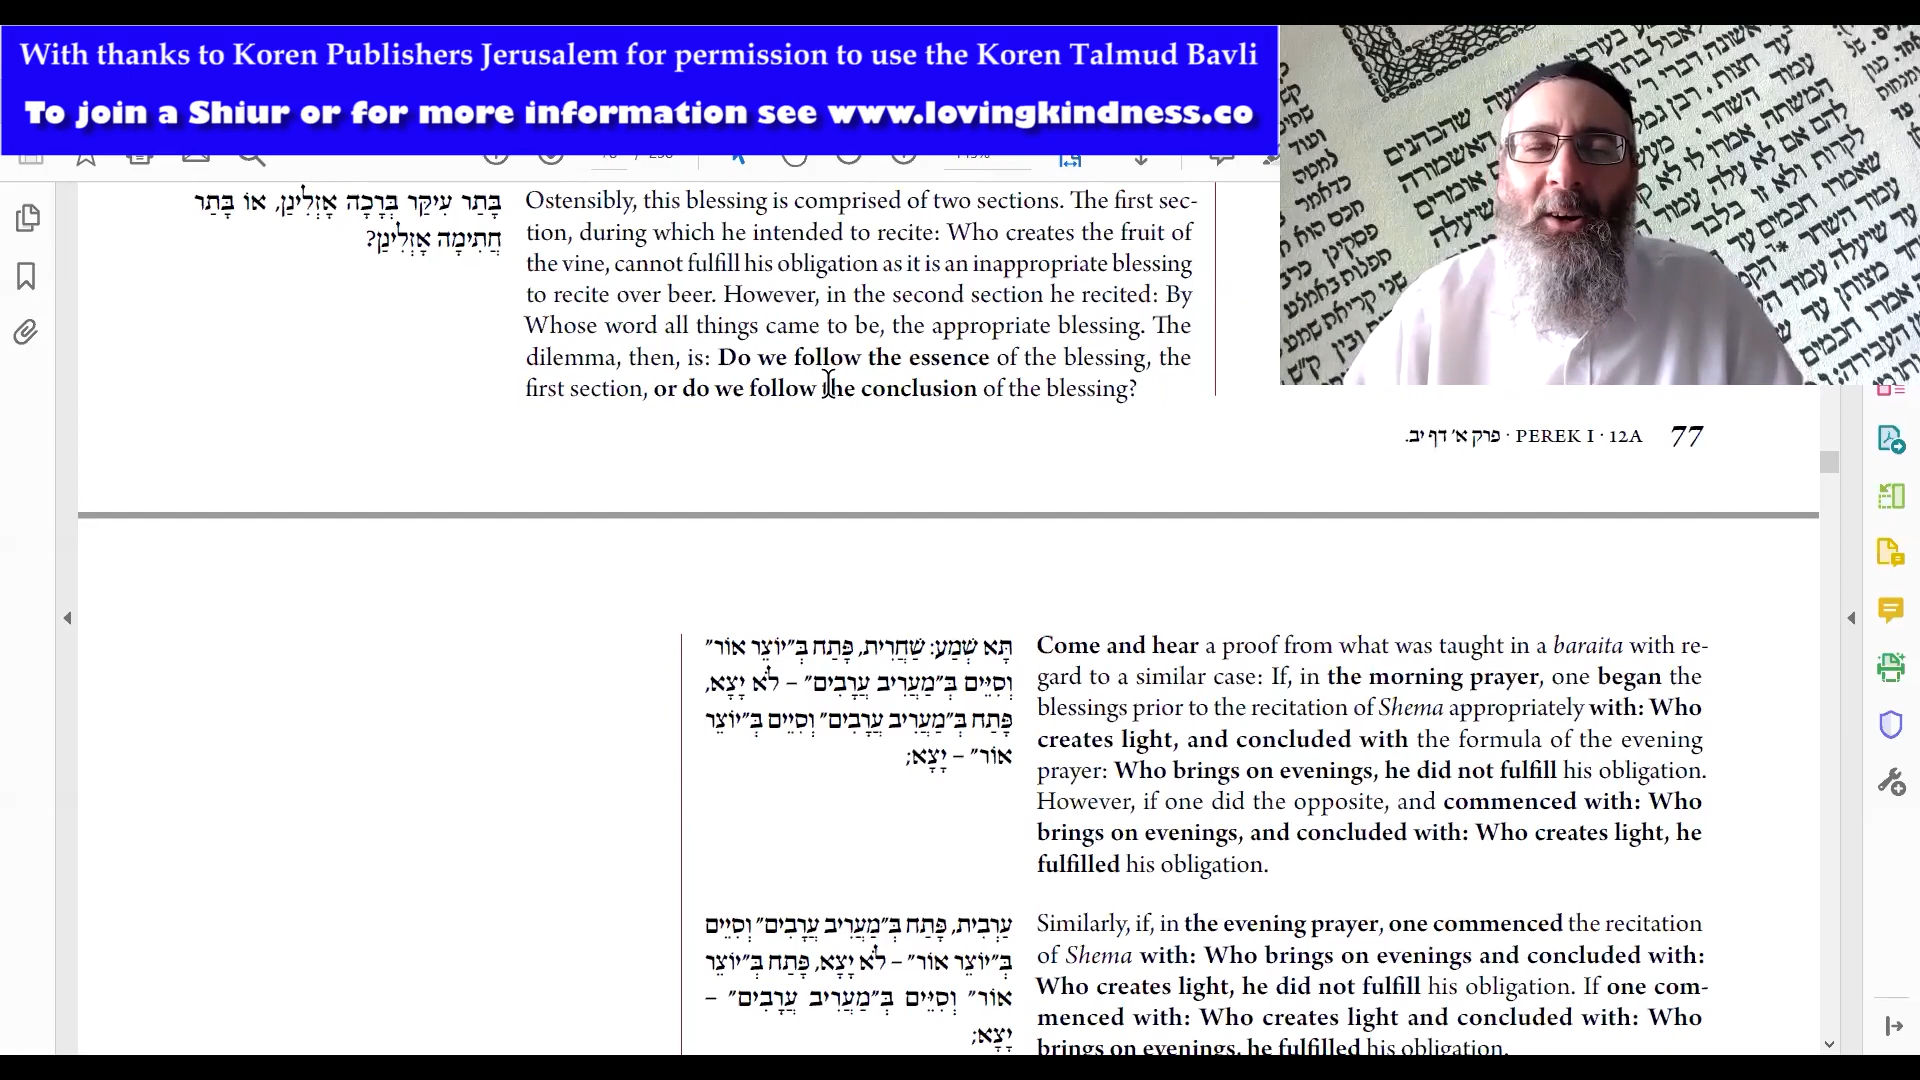 With thanks to Koren Publishers Jerusalem for permission to use the Koren Talmud Bavli
To join a Shiur or for more information see www.lovingkindness.co
בָּתַר עִיקַּר בְּרָכָה אָזְלִינַן, אוֹ בָּתַר
חֲתִימָה אָזְלִינַן?
Ostensibly, this blessing is comprised of two sections. The first sec-
tion, during which he intended to recite: Who creates the fruit of
the vine, cannot fulfill his obligation as it is an inappropriate blessing
to recite over beer. However, in the second section he recited: By
Whose word all things came to be, the appropriate blessing. The
dilemma, then, is: Do we follow the essence of the blessing, the
first section, or do we follow the conclusion of the blessing?
פרק א׳ דף יב. · PEREK I · 12A 77
תָּא שְׁמַע: שַׁחֲרִית, פָּתַח בְּ״יוֹצֵר אוֹר״
וְסִיֵּים בְּ״מַעֲרִיב עֲרָבִים״ – לֹא יָצָא,
פָּתַח בְּ״מַעֲרִיב עֲרָבִים״ וְסִיֵּים בְּ״יוֹצֵר
אוֹר״ – יָצָא;
Come and hear a proof from what was taught in a baraita with re-
gard to a similar case: If, in the morning prayer, one began the
blessings prior to the recitation of Shema appropriately with: Who
creates light, and concluded with the formula of the evening
prayer: Who brings on evenings, he did not fulfill his obligation.
However, if one did the opposite, and commenced with: Who
brings on evenings, and concluded with: Who creates light, he
fulfilled his obligation.
עַרְבִית, פָּתַח בְּ״מַעֲרִיב עֲרָבִים״ וְסִיֵּים
בְּ״יוֹצֵר אוֹר״ – לֹא יָצָא, פָּתַח בְּ״יוֹצֵר
אוֹר״ וְסִיֵּים בְּ״מַעֲרִיב עֲרָבִים״ –
יָצָא;
Similarly, if, in the evening prayer, one commenced the recitation
of Shema with: Who brings on evenings and concluded with:
Who creates light, he did not fulfill his obligation. If one com-
menced with: Who creates light and concluded with: Who
brings on evenings, he fulfilled his obligation.